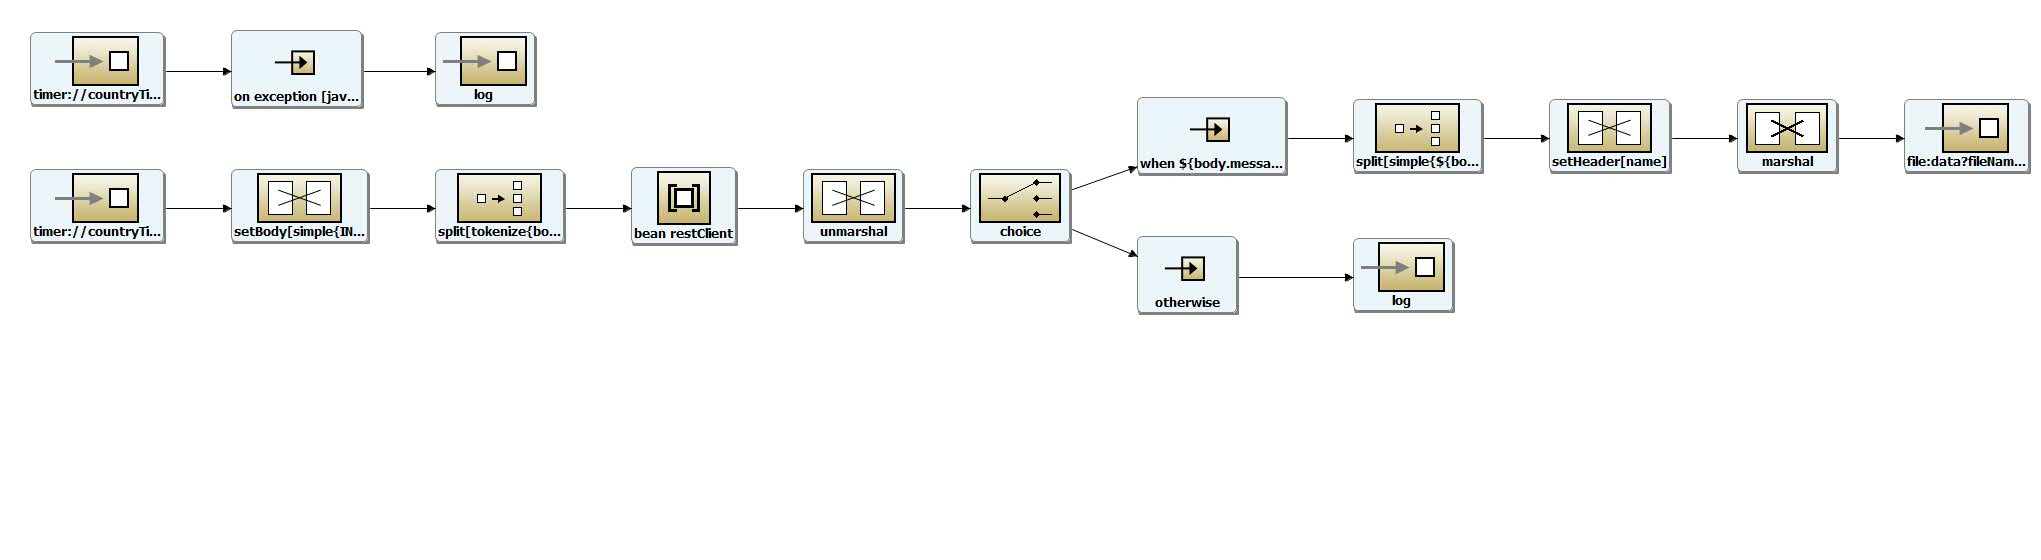 timer://countryTi...
on exception [jav...
log
when ${body.messa...
split[simple{${bo...
setHeader[name]
marshal
file:data?fileNam...
timer://countryTi...
setBody[simple{IN...
split[tokenize{bo...
bean restClient
unmarshal
choice
otherwise
log